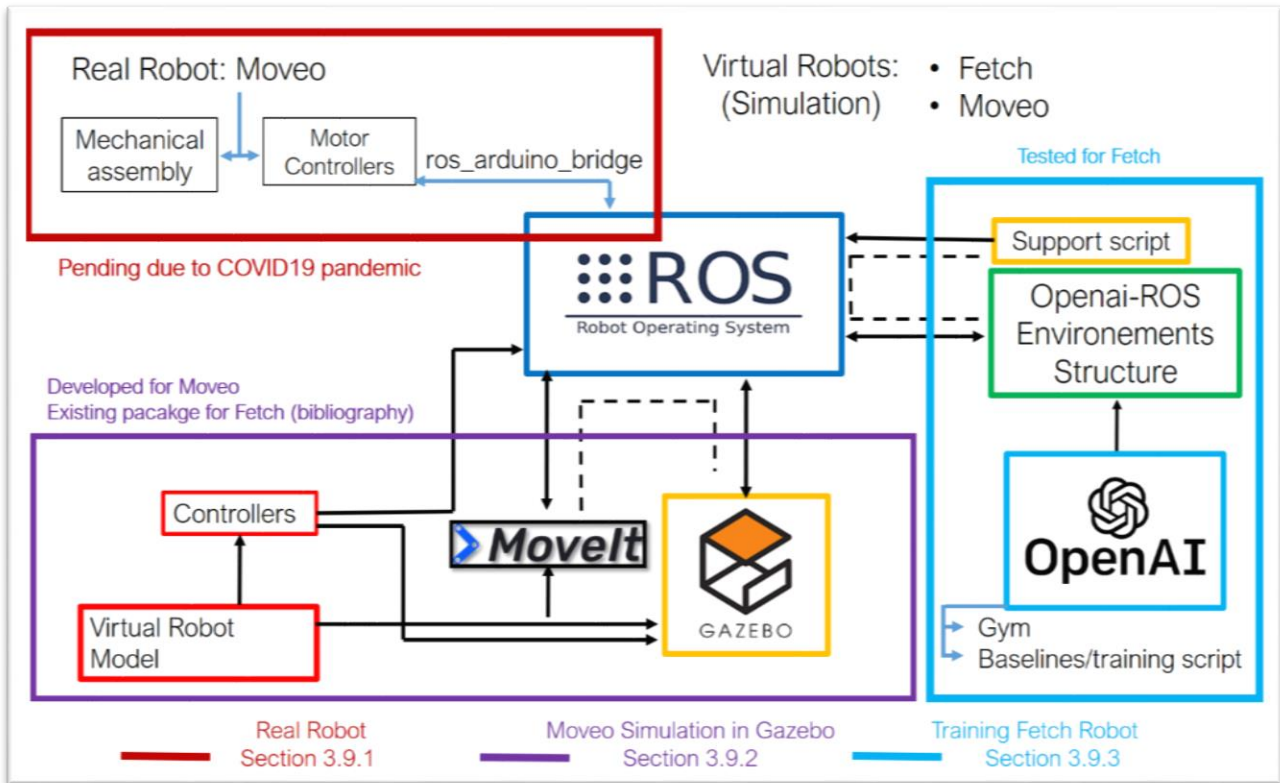 Real Robot: Moveo
Mechanical
assembly
Motor
Controllers
ros_arduino_bridge
Virtual Robots:
(Simulation)
• Fetch
• Moveo
Pending due to COVID19 pandemic
Tested for Fetch
ROS
Robot Operating System
Support script
Openai-ROS
Environements
Structure
OpenAI
Gym
Baselines/training script
Developed for Moveo
Existing pacakge for Fetch (bibliography)
Controllers
MoveIt
GAZEBO
Virtual Robot
Model
Real Robot
Section 3.9.1
Moveo Simulation in Gazebo
Section 3.9.2
Training Fetch Robot
Section 3.9.3